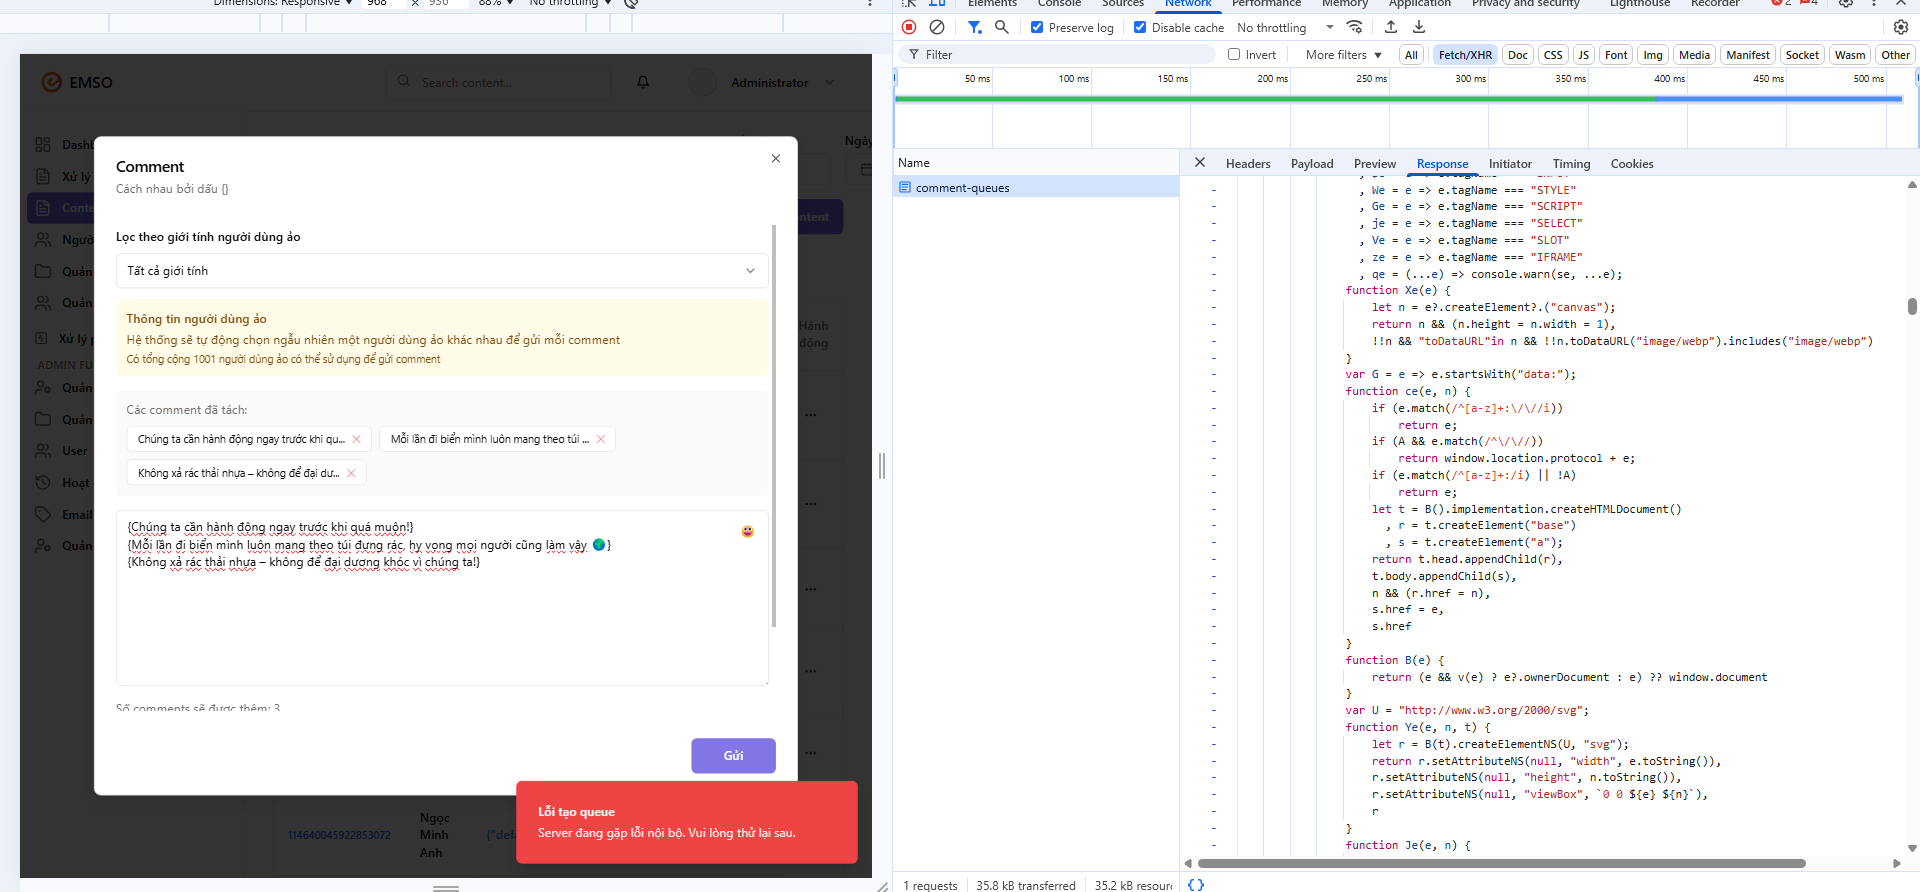 Dimensions: Responsive ▼ 968 × 936 88% ▼ No throttling ▼
EMSO
Search content...
Administrator
Dashb
Xử lý
Conte
Người
Quản
Quản
Xử lý p
ADMIN FU
Quản
Quản
User
Hoạt
Email
Quản
Ngày
ntent
Hành
động
Comment
Cách nhau bởi dấu {}
Lọc theo giới tính người dùng ảo
Tất cả giới tính
Thông tin người dùng ảo
Hệ thống sẽ tự động chọn ngẫu nhiên một người dùng ảo khác nhau để gửi mỗi comment
Có tổng cộng 1001 người dùng ảo có thể sử dụng để gửi comment
Các comment đã tách:
Chúng ta cần hành động ngay trước khi qu...
Mỗi lần đi biển mình luôn mang theo túi ...
Không xả rác thải nhựa – không để đại dư...
{Chúng ta cần hành động ngay trước khi quá muộn!}
{Mỗi lần đi biển mình luôn mang theo túi đựng rác, hy vọng mọi người cũng làm vậy 🌍}
{Không xả rác thải nhựa – không để đại dương khóc vì chúng ta!}
Số comments sẽ được thêm: 3
Gửi
114640045922853072
Ngọc
Minh
Anh
{"defa
Lỗi tạo queue
Server đang gặp lỗi nội bộ. Vui lòng thử lại sau.
Elements Console Sources Network Performance Memory Application Privacy and security Lighthouse Recorder 2 4
Preserve log Disable cache No throttling
Filter Invert More filters ▼ All Fetch/XHR Doc CSS JS Font Img Media Manifest Socket Wasm Other
50 ms 100 ms 150 ms 200 ms 250 ms 300 ms 350 ms 400 ms 450 ms 500 ms
Name
comment-queues
Headers Payload Preview Response Initiator Timing Cookies
, We = e => e.tagName === "STYLE"
, Ge = e => e.tagName === "SCRIPT"
, je = e => e.tagName === "SELECT"
, Ve = e => e.tagName === "SLOT"
, ze = e => e.tagName === "IFRAME"
, qe = (...e) => console.warn(se, ...e);
function Xe(e) {
let n = e?.createElement?.("canvas");
return n && (n.height = n.width = 1),
!!n && "toDataURL"in n && !!n.toDataURL("image/webp").includes("image/webp")
}
var G = e => e.startsWith("data:");
function ce(e, n) {
if (e.match(/^[a-z]+:\/\//i))
return e;
if (A && e.match(/^\/\//))
return window.location.protocol + e;
if (e.match(/^[a-z]+:/i) || !A)
return e;
let t = B().implementation.createHTMLDocument()
, r = t.createElement("base")
, s = t.createElement("a");
return t.head.appendChild(r),
t.body.appendChild(s),
n && (r.href = n),
s.href = e,
s.href
}
function B(e) {
return (e && v(e) ? e?.ownerDocument : e) ?? window.document
}
var U = "http://www.w3.org/2000/svg";
function Ye(e, n, t) {
let r = B(t).createElementNS(U, "svg");
return r.setAttributeNS(null, "width", e.toString()),
r.setAttributeNS(null, "height", n.toString()),
r.setAttributeNS(null, "viewBox", `0 0 ${e} ${n}`),
r
}
function Je(e, n) {
1 requests 35.8 kB transferred 35.2 kB resourc
{}